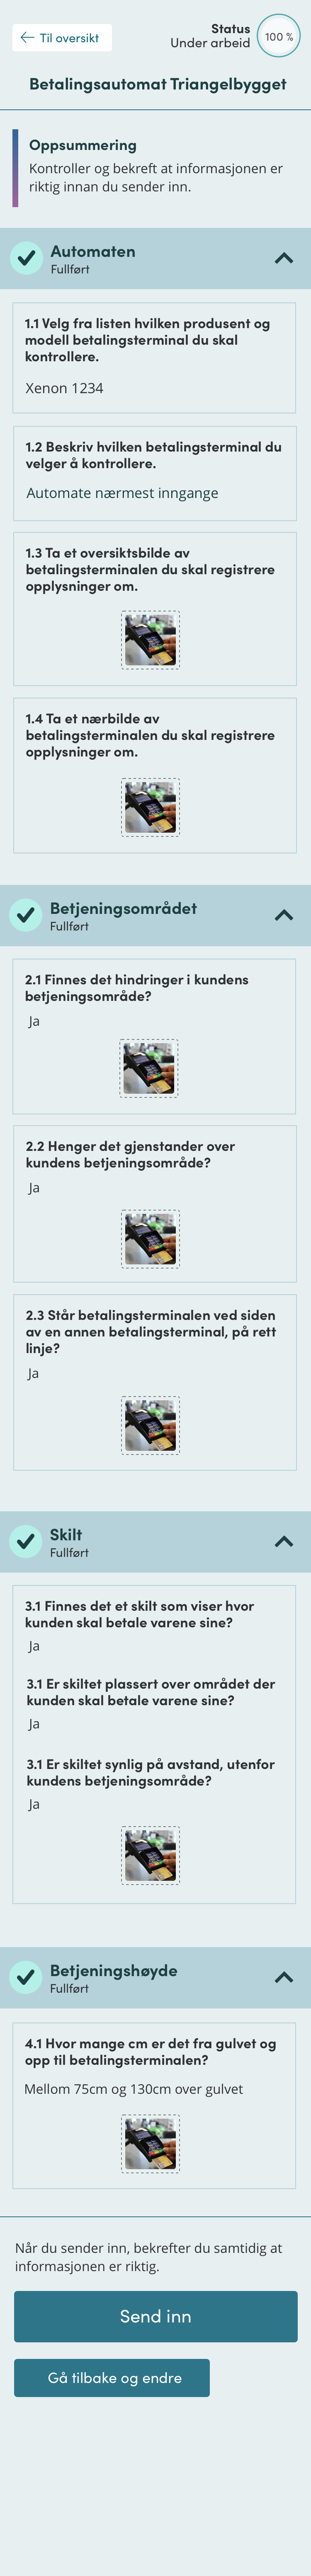 Til oversikt
Status
Under arbeid
100 %
Betalingsautomat Triangelbygget
Oppsummering
Kontroller og bekreft at informasjonen er
riktig innan du sender inn.
Automaten
Fullført
1.1 Velg fra listen hvilken produsent og
modell betalingsterminal du skal
kontrollere.
Xenon 1234
1.2 Beskriv hvilken betalingsterminal du
velger å kontrollere.
Automate nærmest inngange
1.3 Ta et oversiktsbilde av
betalingsterminalen du skal registrere
opplysninger om.
1.4 Ta et nærbilde av
betalingsterminalen du skal registrere
opplysninger om.
Betjeningsområdet
Fullført
2.1 Finnes det hindringer i kundens
betjeningsområde?
Ja
2.2 Henger det gjenstander over
kundens betjeningsområde?
Ja
2.3 Står betalingsterminalen ved siden
av en annen betalingsterminal, på rett
linje?
Ja
Skilt
Fullført
3.1 Finnes det et skilt som viser hvor
kunden skal betale varene sine?
Ja
3.1 Er skiltet plassert over området der
kunden skal betale varene sine?
Ja
3.1 Er skiltet synlig på avstand, utenfor
kundens betjeningsområde?
Ja
Betjeningshøyde
Fullført
4.1 Hvor mange cm er det fra gulvet og
opp til betalingsterminalen?
Mellom 75cm og 130cm over gulvet
Når du sender inn, bekrefter du samtidig at
informasjonen er riktig.
Send inn
Gå tilbake og endre